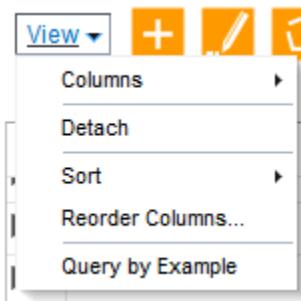 View
Columns
Detach
Sort
Reorder Columns...
Query by Example